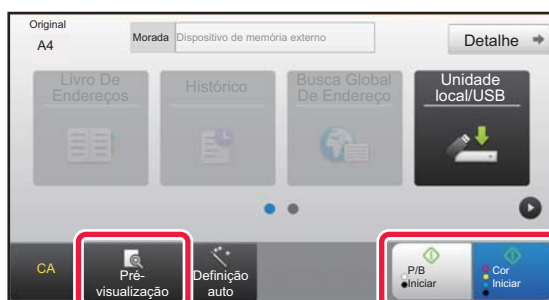 Original
A4
Morada Dispositivo de memória externo
Detalhe
Livro De
Endereços
Histórico
Busca Global
De Endereço
Unidade
local/USB
CA
Pré-
visualização
Definição
auto
P/B
Iniciar
Cor
Iniciar